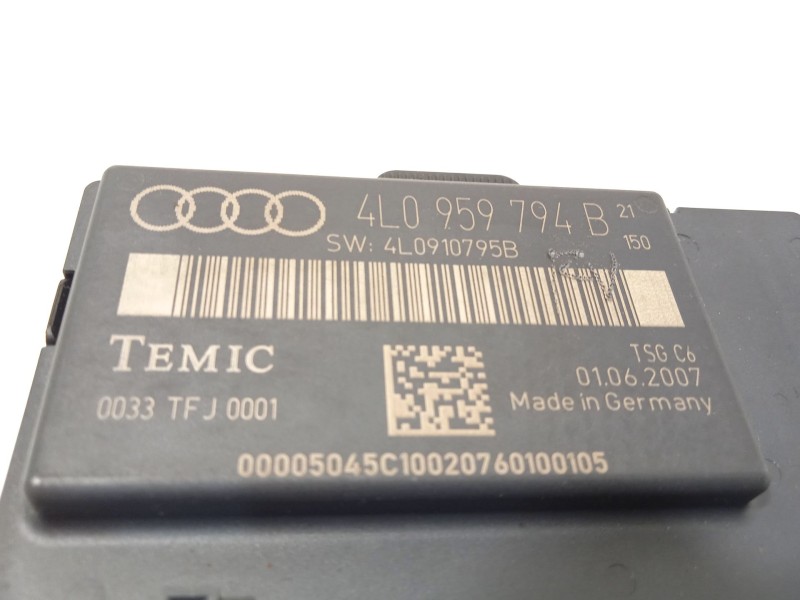 4L0 959 794 B 21
SW: 4L0910795B 150
TEMIC
TSG C6
01.06.2007
0033 TFJ 0001
Made in Germany
00005045C10020760100105